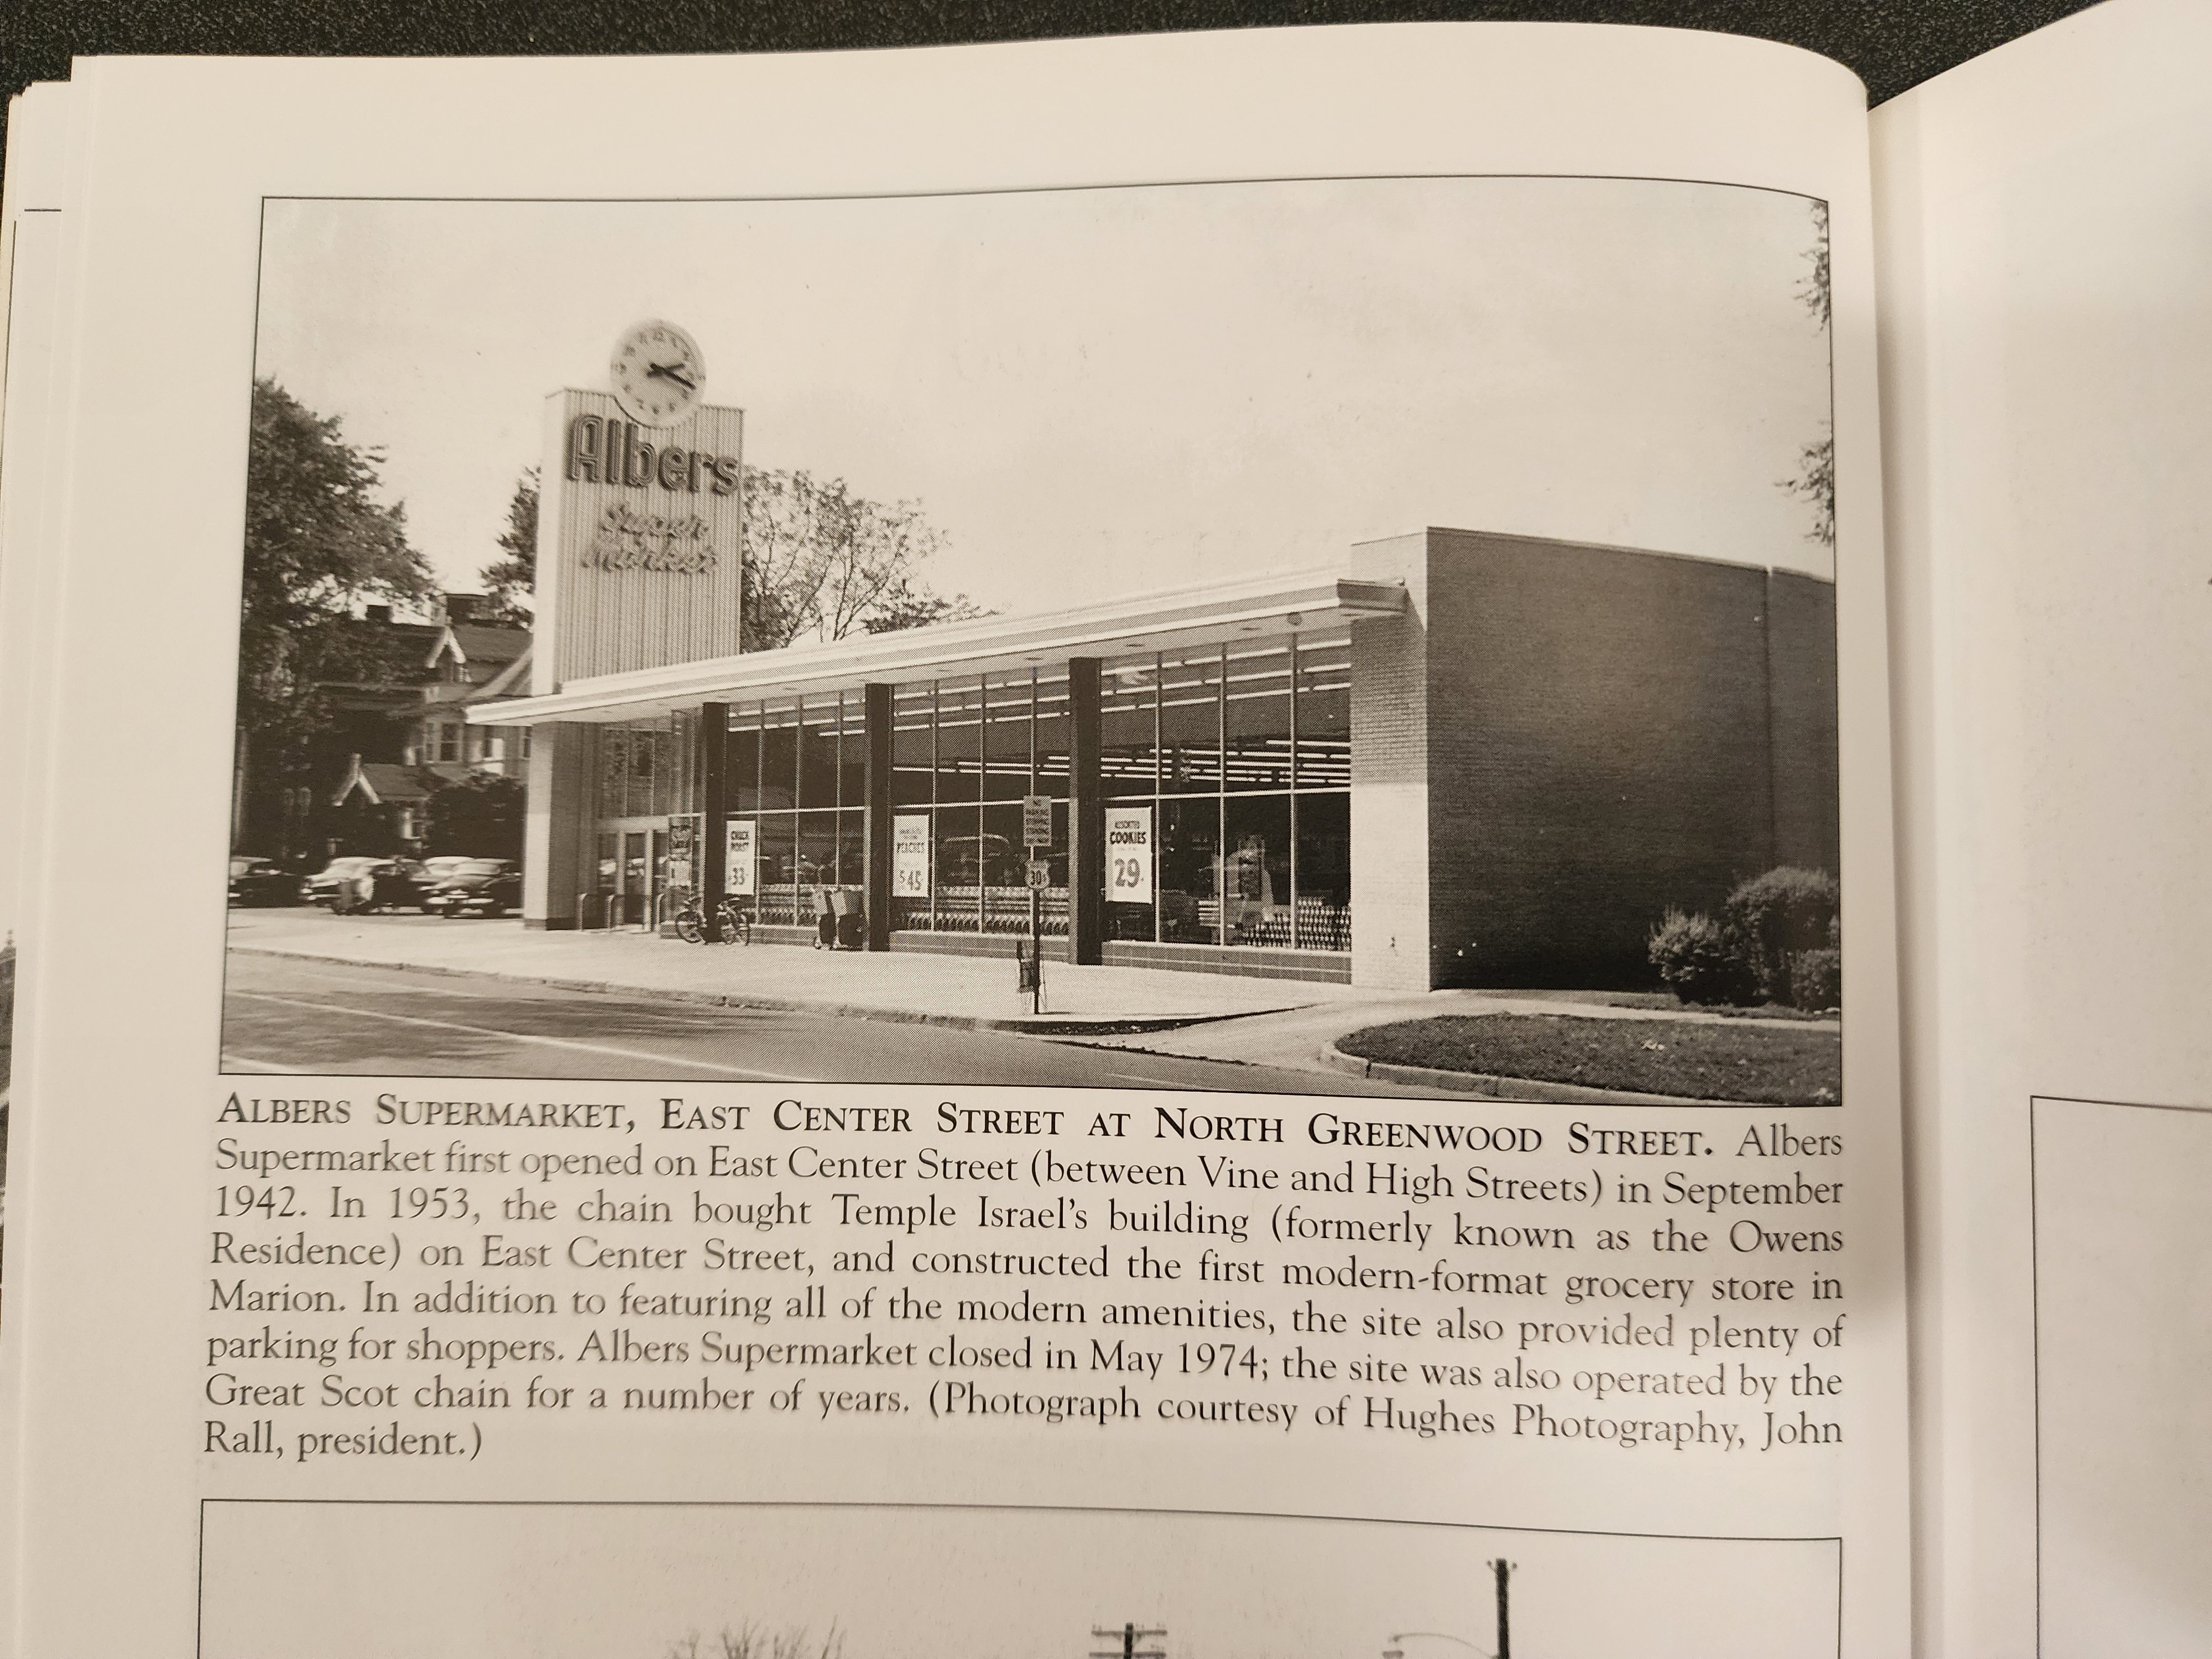 Albers
Super
Market
CHUCK
ROAST
33
PEACHES
$.45
NO
PARKING
STOPPING
STANDING
30
ASSORTED
COOKIES
29
ALBERS SUPERMARKET, EAST CENTER STREET AT NORTH GREENWOOD STREET. Albers
Supermarket first opened on East Center Street (between Vine and High Streets) in September
1942. In 1953, the chain bought Temple Israel's building (formerly known as the Owens
Residence) on East Center Street, and constructed the first modern-format grocery store in
Marion. In addition to featuring all of the modern amenities, the site also provided plenty of
parking for shoppers. Albers Supermarket closed in May 1974; the site was also operated by the
Great Scot chain for a number of years. (Photograph courtesy of Hughes Photography, John
Rall, president.)